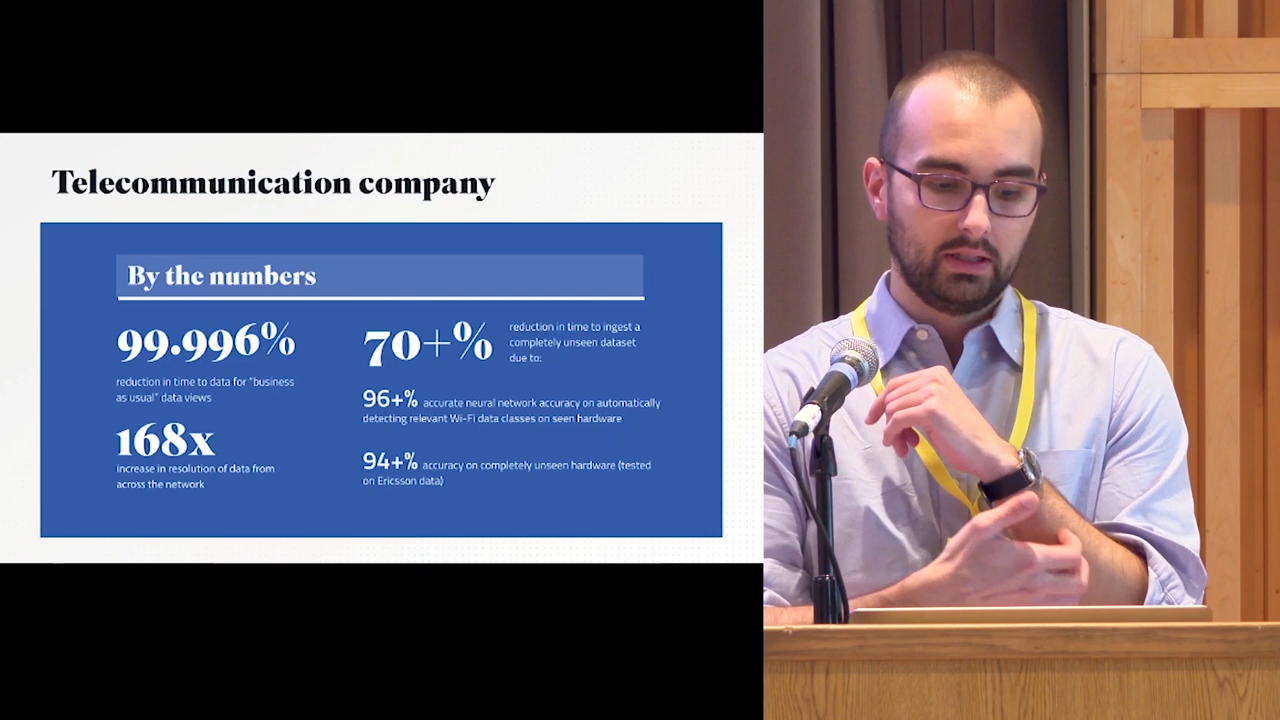 Telecommunication company
By the numbers
99.996%
reduction in time to data for "business
as usual" data views
168x
increase in resolution of data from
across the network
70+%
reduction in time to ingest a
completely unseen dataset
due to:
96+% accurate neural network accuracy on automatically
detecting relevant Wi-Fi data classes on seen hardware
94+% accuracy on completely unseen hardware (tested
on Ericsson data)